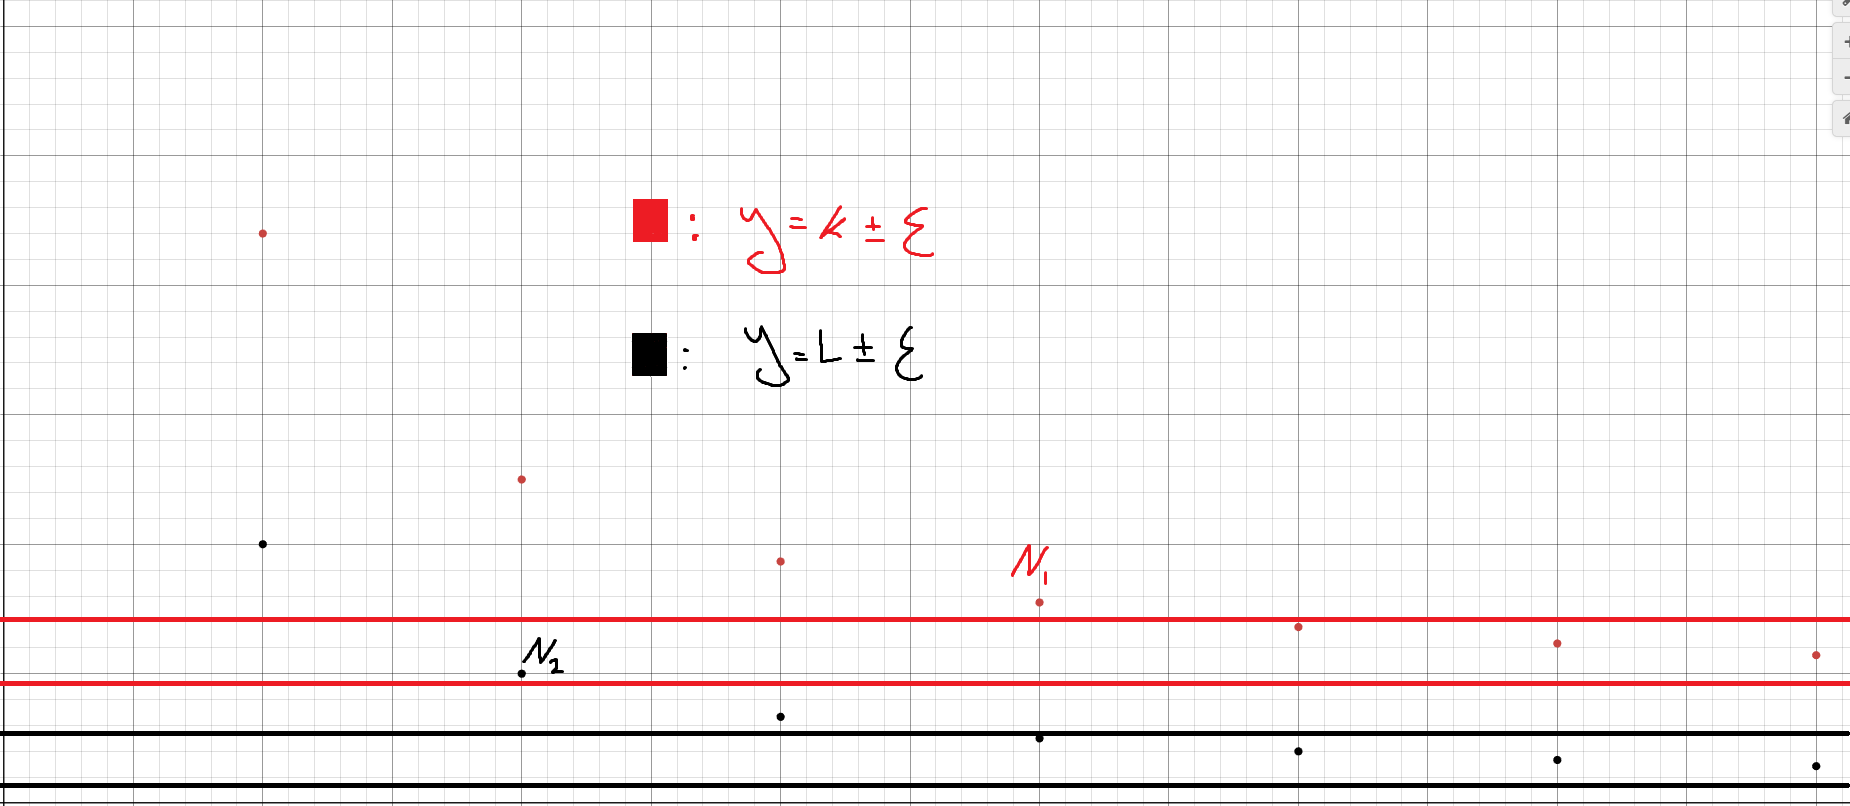 : y = k ± ε
: y = L ± ε
N₁
N₂